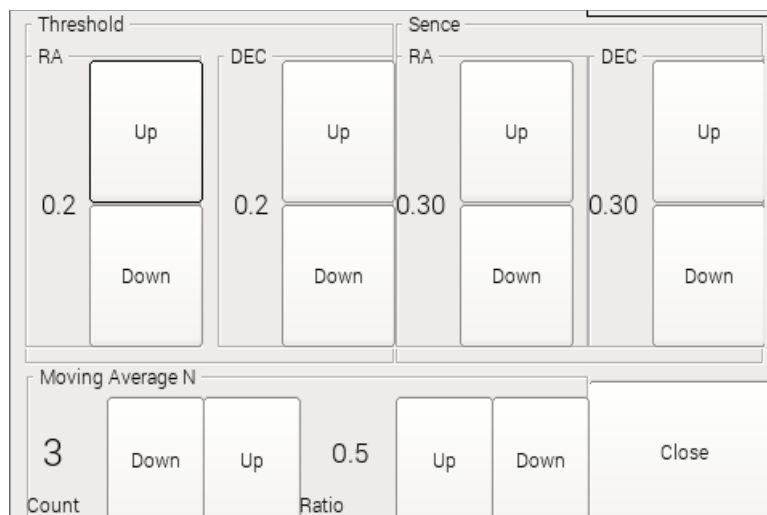 Threshold Sence
RA DEC RA DEC
Up Up Up Up
0.2 0.2 0.30 0.30
Down Down Down Down
Moving Average N
3 Down Up 0.5 Up Down Close
Count Ratio